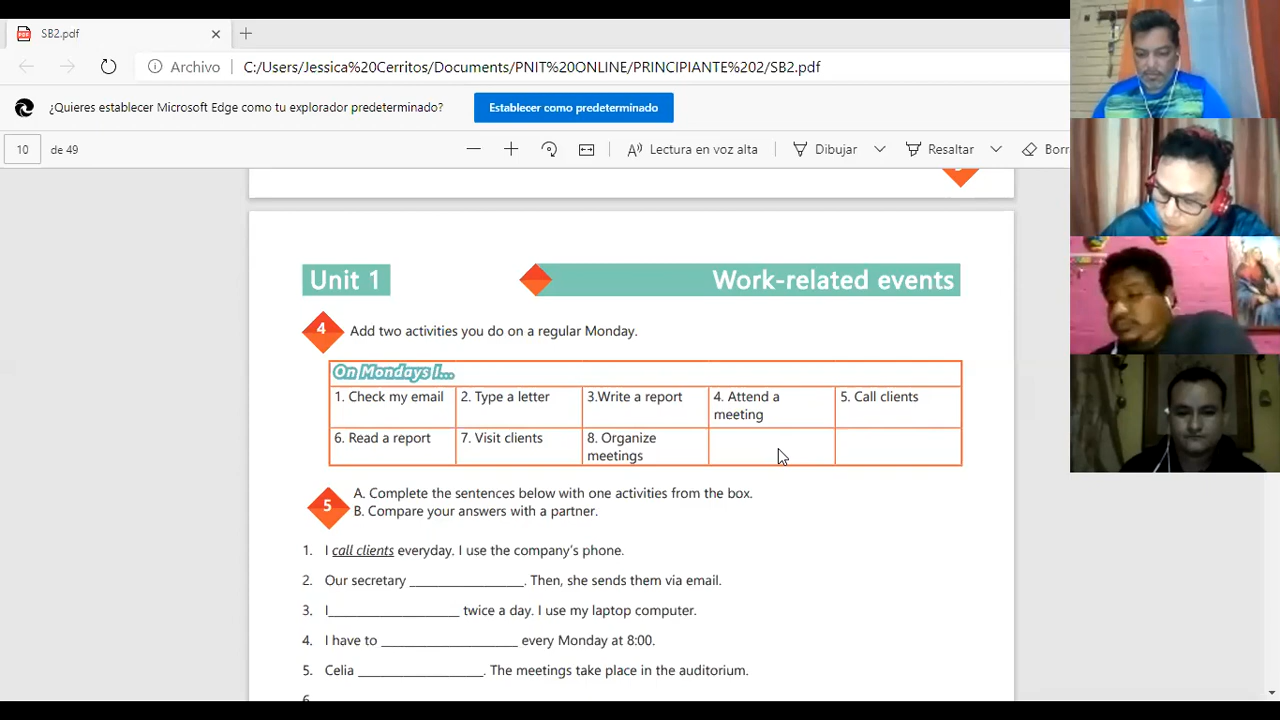 SB2.pdf
Archivo C:/Users/Jessica%20Cerritos/Documents/PNIT%20ONLINE/PRINCIPIANTE%202/SB2.pdf
¿Quieres establecer Microsoft Edge como tu explorador predeterminado? Establecer como predeterminado
10 de 49 Lectura en voz alta Dibujar Resaltar Borr
Unit 1 Work-related events
4 Add two activities you do on a regular Monday.
On Mondays I...
1. Check my email 2. Type a letter 3.Write a report 4. Attend a meeting 5. Call clients
6. Read a report 7. Visit clients 8. Organize meetings
5 A. Complete the sentences below with one activities from the box.
B. Compare your answers with a partner.
1. I call clients everyday. I use the company's phone.
2. Our secretary __________________. Then, she sends them via email.
3. I_____________________ twice a day. I use my laptop computer.
4. I have to ______________________ every Monday at 8:00.
5. Celia ____________________. The meetings take place in the auditorium.